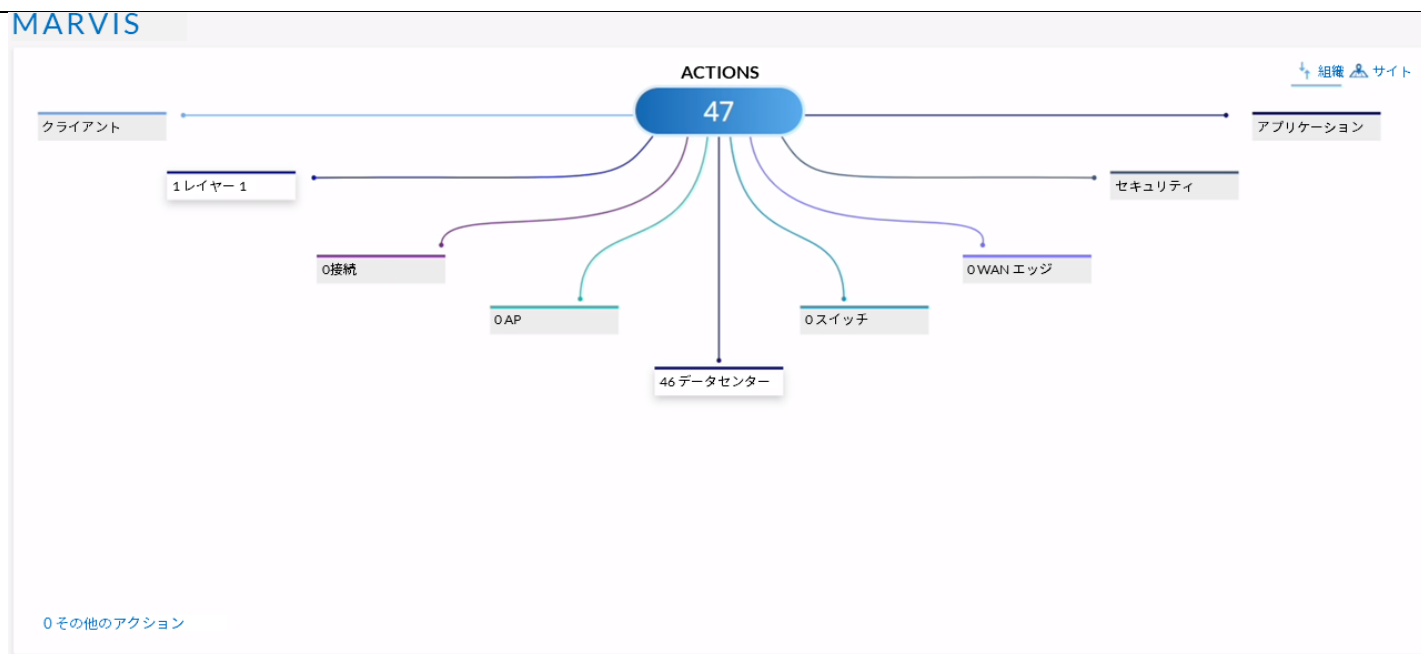 MARVIS
ACTIONS
47
組織 サイト
クライアント
アプリケーション
1 レイヤー 1
セキュリティ
0接続
0 WAN エッジ
0 AP
0 スイッチ
46 データセンター
0 その他のアクション